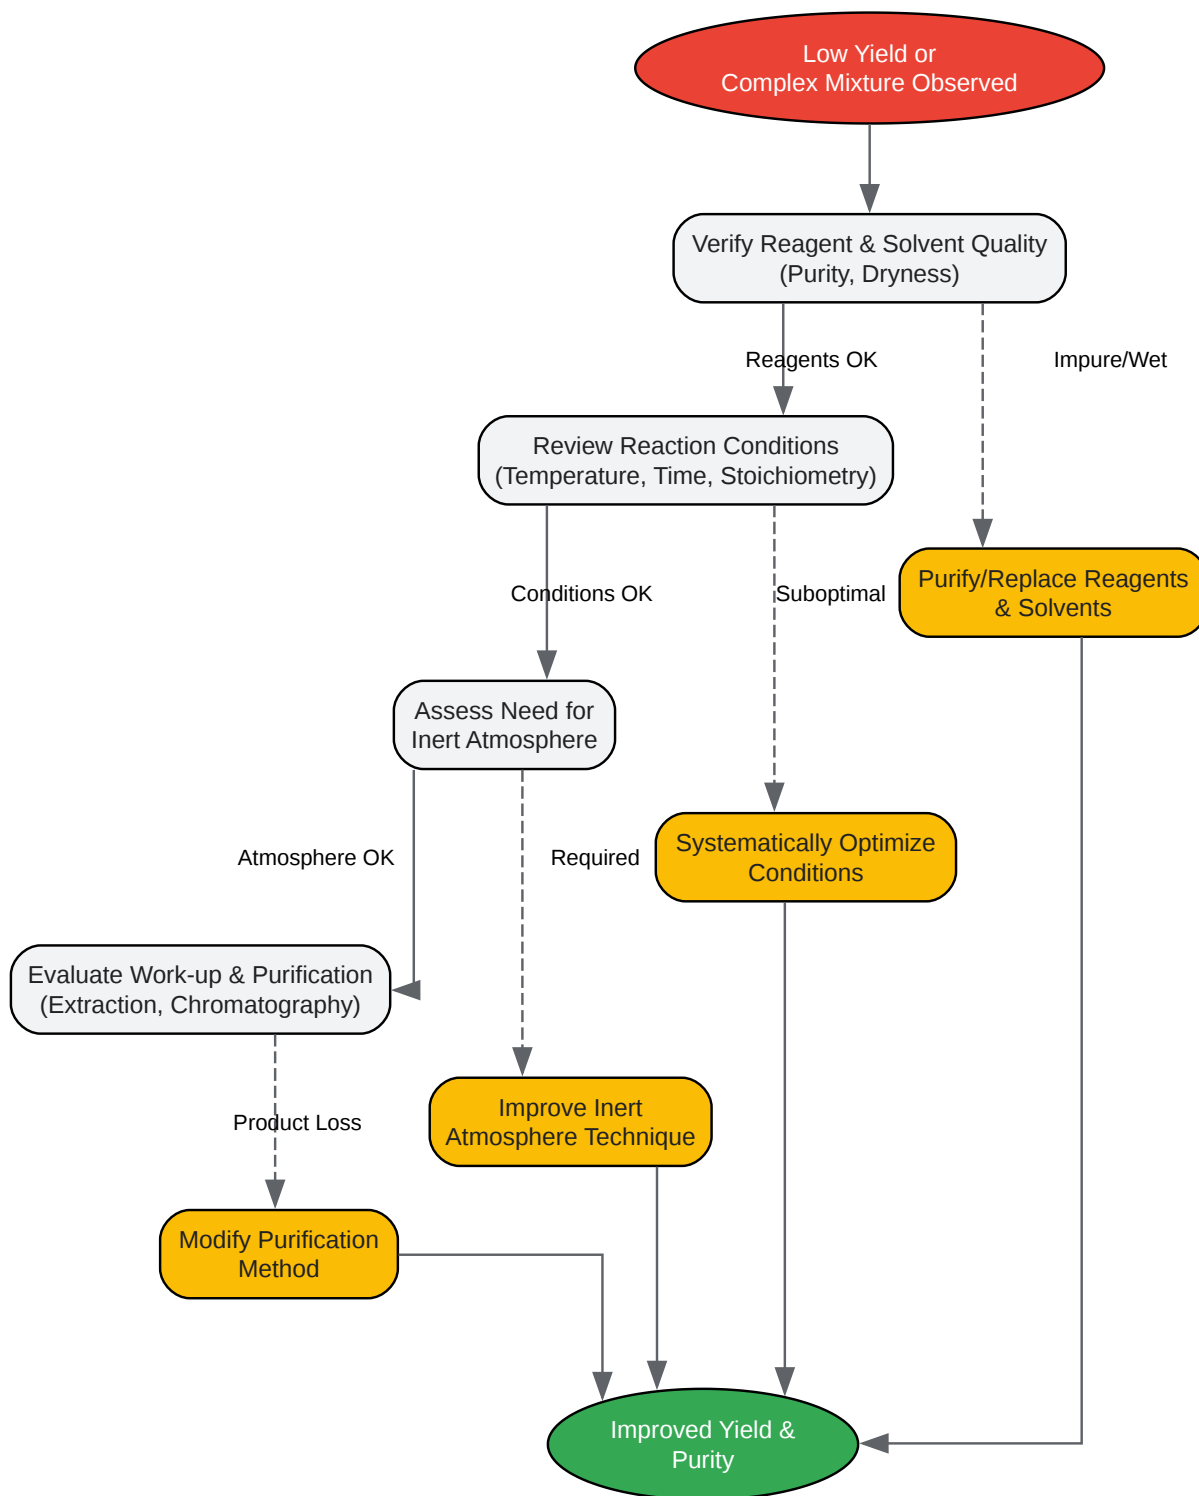 Low Yield or
Complex Mixture Observed
Verify Reagent & Solvent Quality
(Purity, Dryness)
Reagents OK
Impure/Wet
Review Reaction Conditions
(Temperature, Time, Stoichiometry)
Conditions OK
Suboptimal
Purify/Replace Reagents
& Solvents
Assess Need for
Inert Atmosphere
Atmosphere OK
Required
Systematically Optimize
Conditions
Evaluate Work-up & Purification
(Extraction, Chromatography)
Product Loss
Improve Inert
Atmosphere Technique
Modify Purification
Method
Improved Yield &
Purity